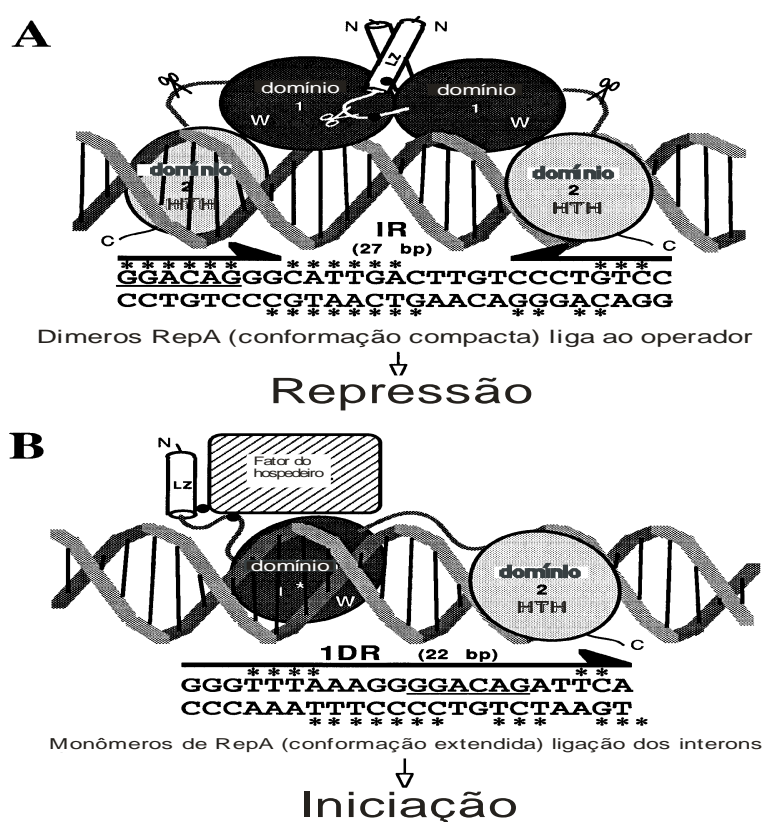 A
N N
LZ
domínio domínio
1 1
W W
domínio domínio
2 2
HTH HTH
C C
IR
(27 bp)
* * * * * * * * * * * * * * *
GGACAGGGCATTGACTTGTCCCTGTCC
CCTGTCCCGTAACTGAACAGGGACAGG
* * * * * * * * * * * *
Dimeros RepA (conformação compacta) liga ao operador
Repressão
B
N
LZ
Fator do
hospedeiro
domínio
1 *
W
domínio
2
HTH
C
1DR (22 bp)
* * * * * *
GGGTTTAAAGGGGACAGATTCA
CCCAAATTTCCCCTGTCTAAGT
* * * * * * * * * * * * *
Monômeros de RepA (conformação extendida) ligação dos interons
Iniciação